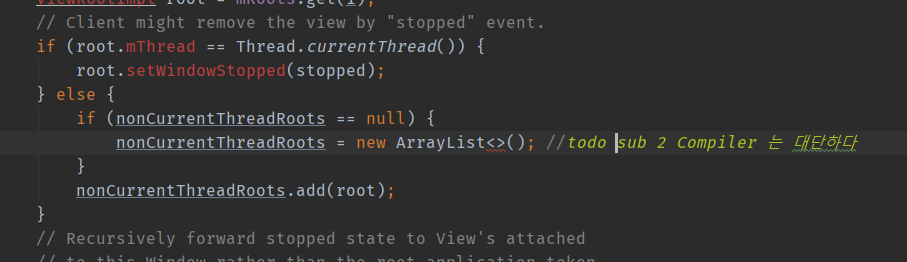 ViewRootImpl root = mRoots.get(i);
// Client might remove the view by "stopped" event.
if (root.mThread == Thread.currentThread()) {
root.setWindowStopped(stopped);
} else {
if (nonCurrentThreadRoots == null) {
nonCurrentThreadRoots = new ArrayList<>(); //todo sub 2 Compiler 는 대단하다
}
nonCurrentThreadRoots.add(root);
}
// Recursively forward stopped state to View's attached
// to this Window rather than the root application token